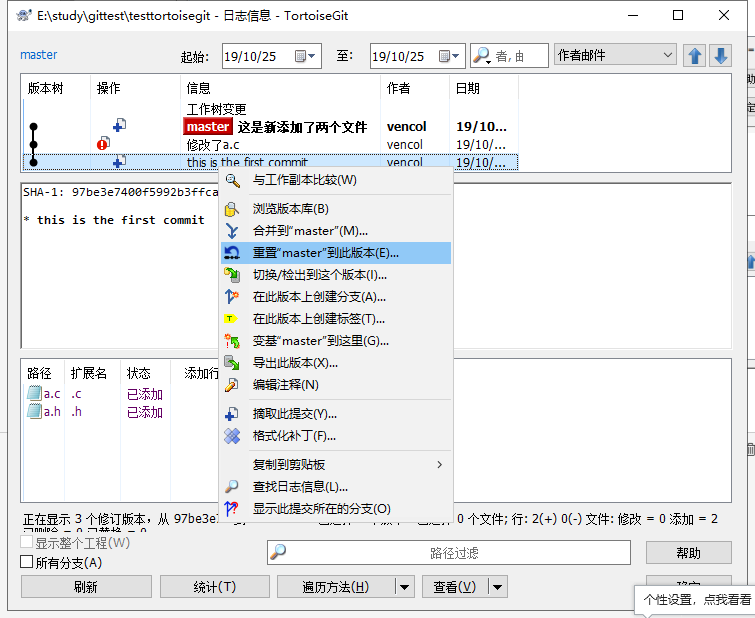 E:\study\gittest\testtortoisegit - 日志信息 - TortoiseGit
master 起始: 19/10/25 至: 19/10/25 者, 由 作者邮件
版本树 操作 信息 作者 日期
工作树变更
master 这是新添加了两个文件 vencol 19/10...
修改了a.c vencol 19/10/...
this is the first commit vencol 19/10/...
SHA-1: 97be3e7400f5992b3ffca
* this is the first commit
与工作副本比较(W)
浏览版本库(B)
合并到“master”(M)...
重置“master”到此版本(E)...
切换/检出到这个版本(I)...
在此版本上创建分支(A)...
在此版本上创建标签(T)...
变基“master”到这里(G)...
导出此版本(X)...
编辑注释(N)
摘取此提交(Y)...
格式化补丁(F)...
复制到剪贴板
查找日志信息(L)...
显示此提交所在的分支(O)
路径 扩展名 状态 添加行
a.c .c 已添加
a.h .h 已添加
正在显示 3 个修订版本，从 97be3e7 0 个文件; 行: 2(+) 0(-) 文件: 修改 = 0 添加 = 2
显示整个工程(W)
所有分支(A)
路径过滤
帮助
刷新 统计(T) 遍历方法(H) 查看(V)
个性设置，点我看看